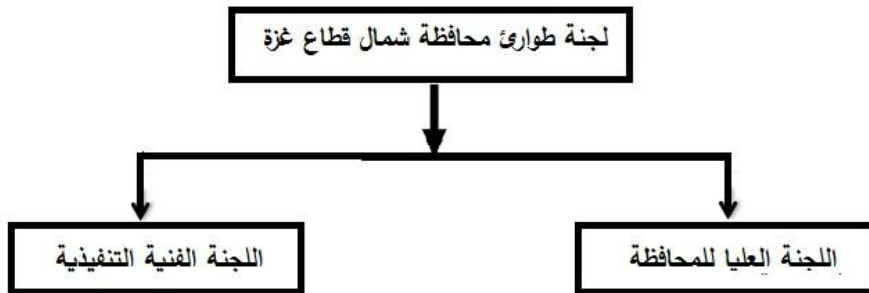 لجنة طوارئ محافظة شمال قطاع غزة
اللجنة العليا للمحافظة
اللجنة الفنية التنفيذية